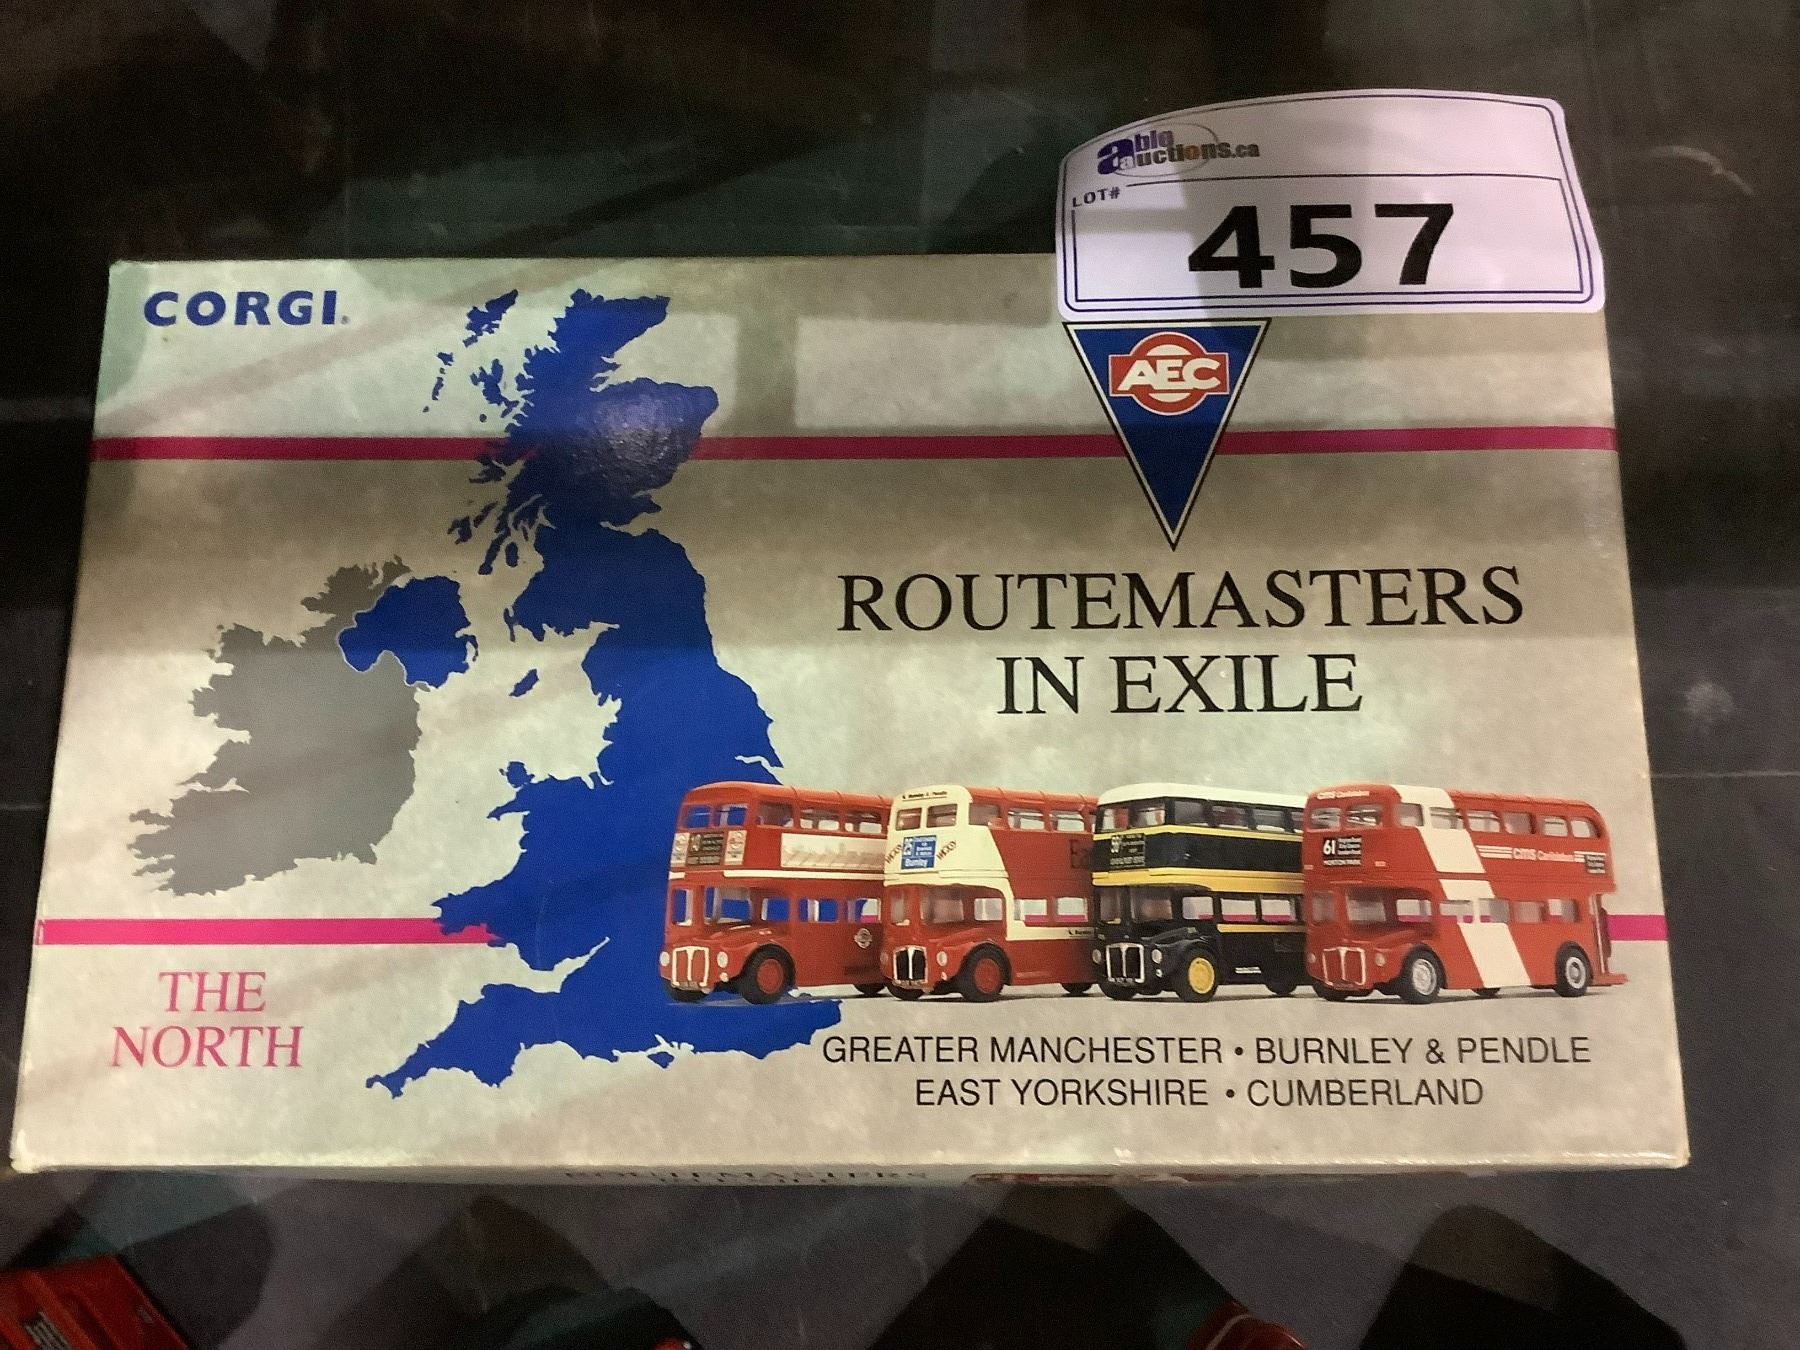 able
auctions.ca
LOT#
457
CORGI.
AEC
ROUTEMASTERS
IN EXILE
61
THE
NORTH
GREATER MANCHESTER • BURNLEY & PENDLE
EAST YORKSHIRE • CUMBERLAND